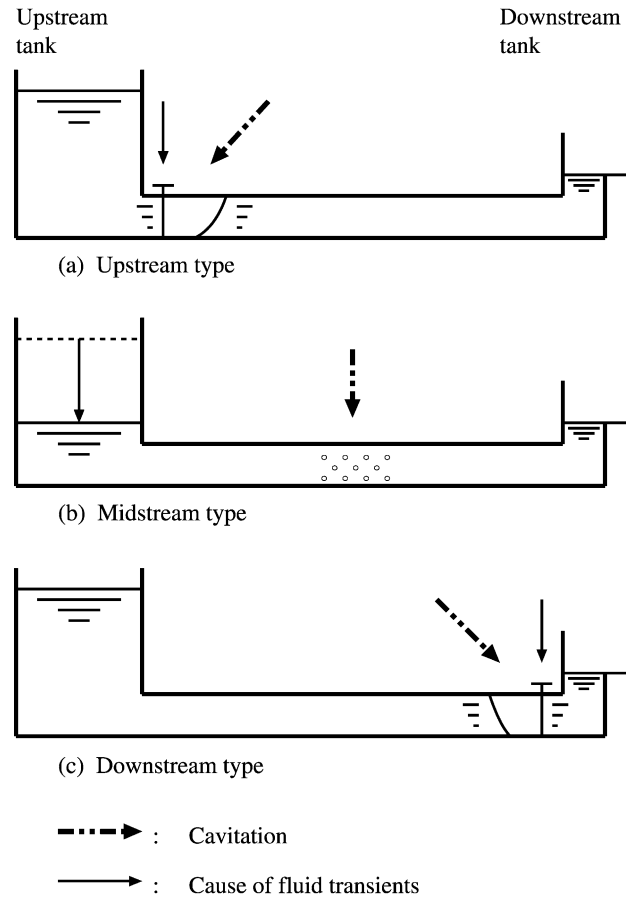 Upstream
tank
Downstream
tank
(a) Upstream type
(b) Midstream type
(c) Downstream type
: Cavitation
: Cause of fluid transients